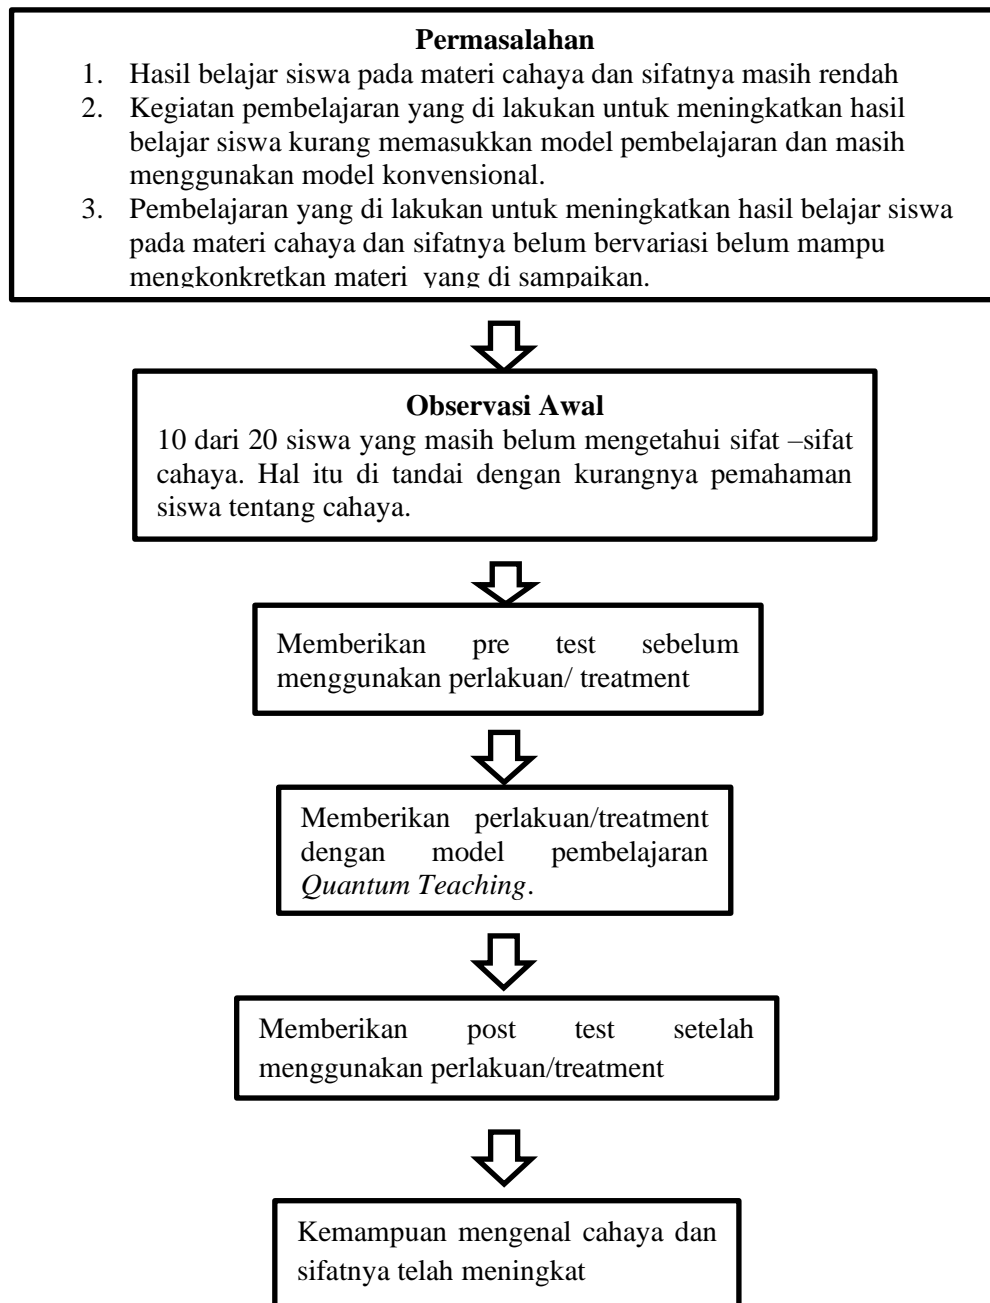 Permasalahan
1. Hasil belajar siswa pada materi cahaya dan sifatnya masih rendah
2. Kegiatan pembelajaran yang di lakukan untuk meningkatkan hasil
belajar siswa kurang memasukkan model pembelajaran dan masih
menggunakan model konvensional.
3. Pembelajaran yang di lakukan untuk meningkatkan hasil belajar siswa
pada materi cahaya dan sifatnya belum bervariasi belum mampu
mengkonkretkan materi yang di sampaikan.
Observasi Awal
10 dari 20 siswa yang masih belum mengetahui sifat –sifat
cahaya. Hal itu di tandai dengan kurangnya pemahaman
siswa tentang cahaya.
Memberikan pre test sebelum
menggunakan perlakuan/ treatment
Memberikan perlakuan/treatment
dengan model pembelajaran
Quantum Teaching.
Memberikan post test setelah
menggunakan perlakuan/treatment
Kemampuan mengenal cahaya dan
sifatnya telah meningkat